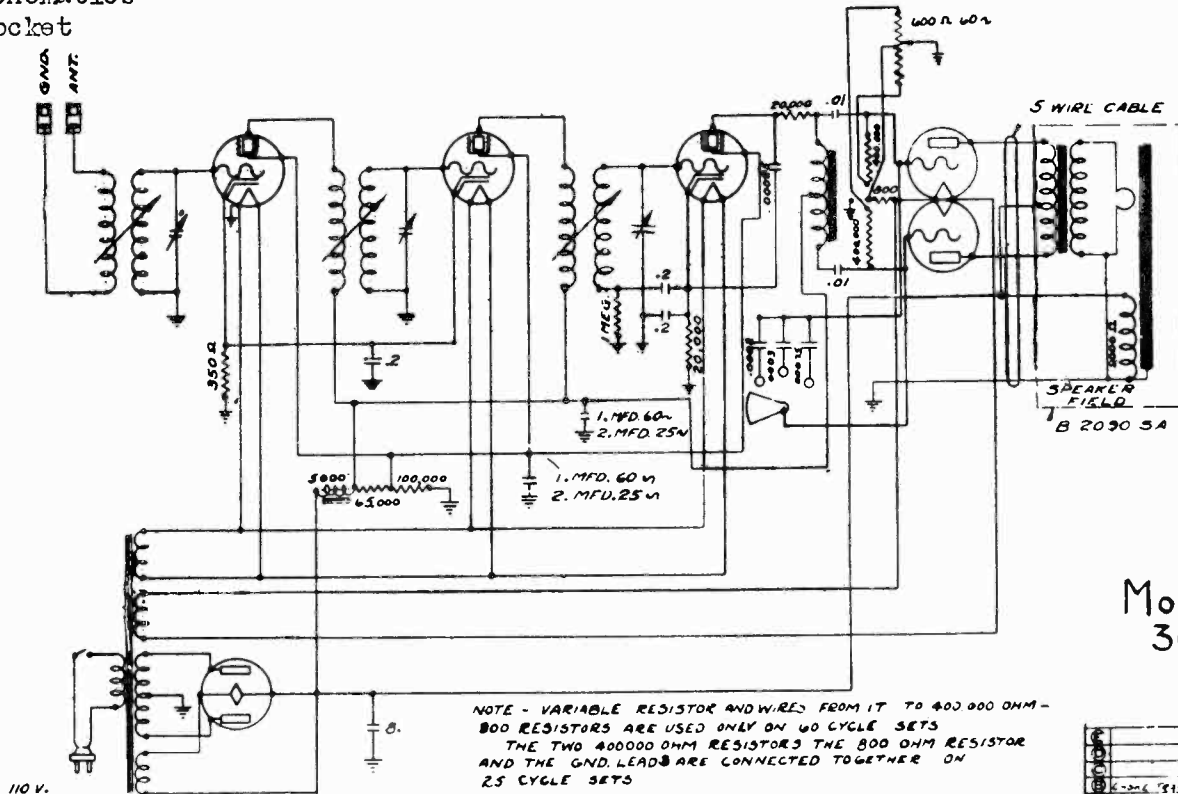 ocket
GND.
ANT.
600 Ω 60~
5 WIRE CABLE
20,000
.01
.01
800
400,000
350 Ω
.2
1 MEG.
.2
.2
20,000
1. MFD. 60~
2. MFD. 25~
1. MFD. 60~
2. MFD. 25~
5000
65,000
100,000
SPEAKER
FIELD
B 2090 SA
8.
110 V.
NOTE - VARIABLE RESISTOR AND WIRES FROM IT TO 400 000 OHM -
800 RESISTORS ARE USED ONLY ON 60 CYCLE SETS
THE TWO 400000 OHM RESISTORS THE 800 OHM RESISTOR
AND THE GND. LEADS ARE CONNECTED TOGETHER ON
25 CYCLE SETS
Mo
3